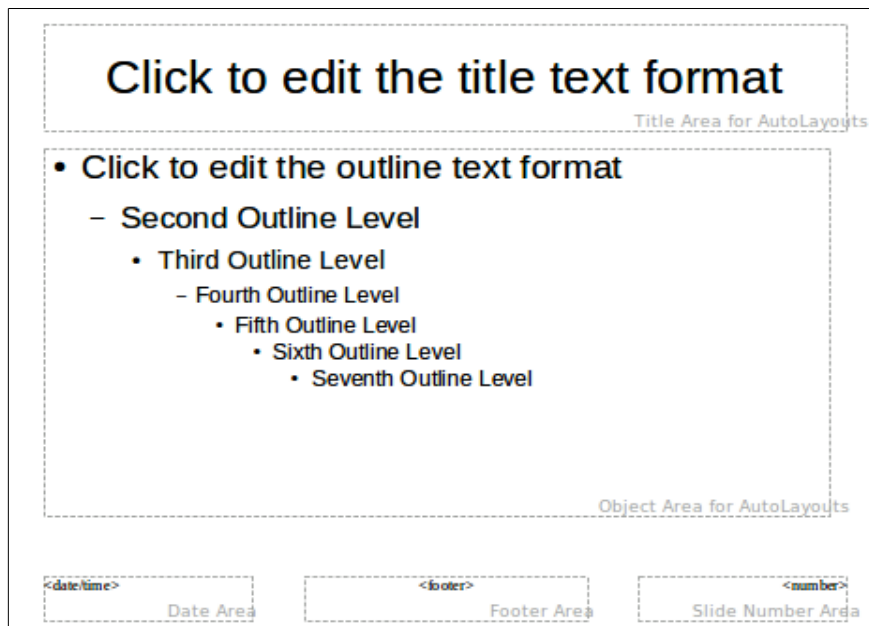 Click to edit the title text format
Title Area for AutoLayouts
• Click to edit the outline text format
– Second Outline Level
• Third Outline Level
– Fourth Outline Level
• Fifth Outline Level
• Sixth Outline Level
• Seventh Outline Level
Object Area for AutoLayouts
<date/time> <footer> <number>
Date Area Footer Area Slide Number Area